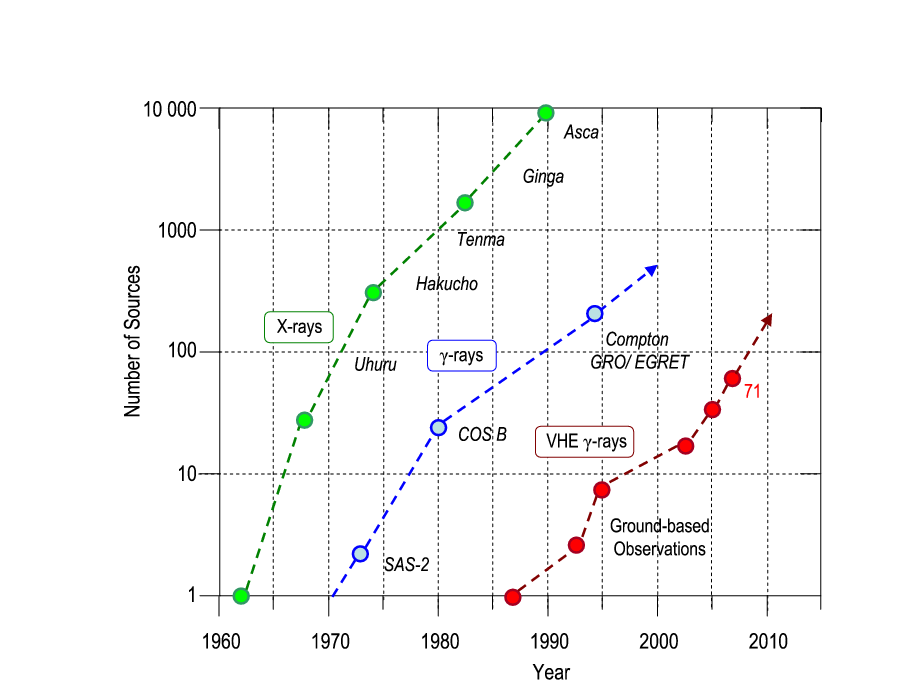 10 000
Asca
Ginga
1000
Tenma
Hakucho
X-rays
Number of Sources
100
γ-rays
Compton
GRO/ EGRET
Uhuru
71
COS B
VHE γ-rays
10
Ground-based
Observations
SAS-2
1
1960 1970 1980 1990 2000 2010
Year